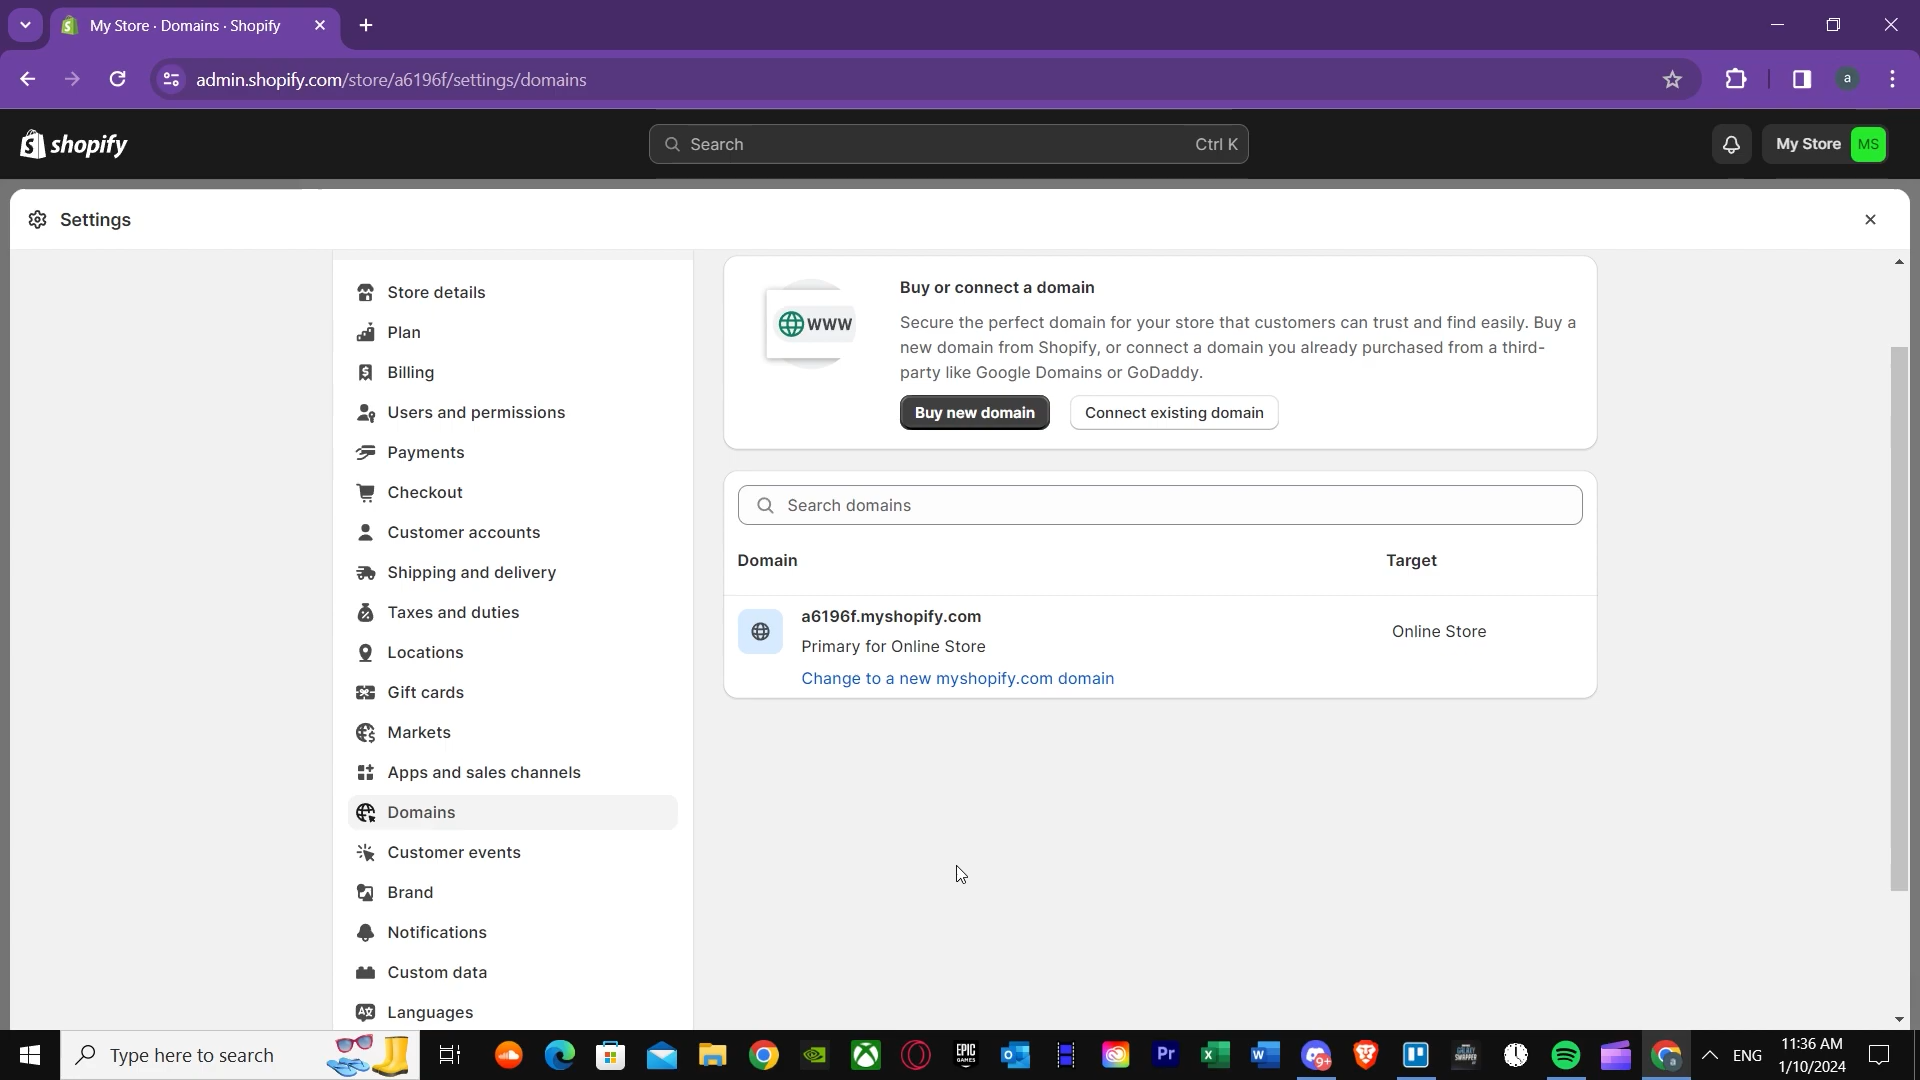 My Store · Domains · Shopify
admin.shopify.com/store/a6196f/settings/domains
a
shopify
Search
Ctrl K
My Store
MS
Settings
Store details
Plan
Billing
Users and permissions
Payments
Checkout
Customer accounts
Shipping and delivery
Taxes and duties
Locations
Gift cards
Markets
Apps and sales channels
Domains
Customer events
Brand
Notifications
Custom data
Languages
WWW
Buy or connect a domain
Secure the perfect domain for your store that customers can trust and find easily. Buy a
new domain from Shopify, or connect a domain you already purchased from a third-
party like Google Domains or GoDaddy.
Buy new domain
Connect existing domain
Search domains
Domain
Target
a6196f.myshopify.com
Primary for Online Store
Change to a new myshopify.com domain
Online Store
Type here to search
EPIC
GAMES
Pr
9+
a
ENG
11:36 AM
1/10/2024